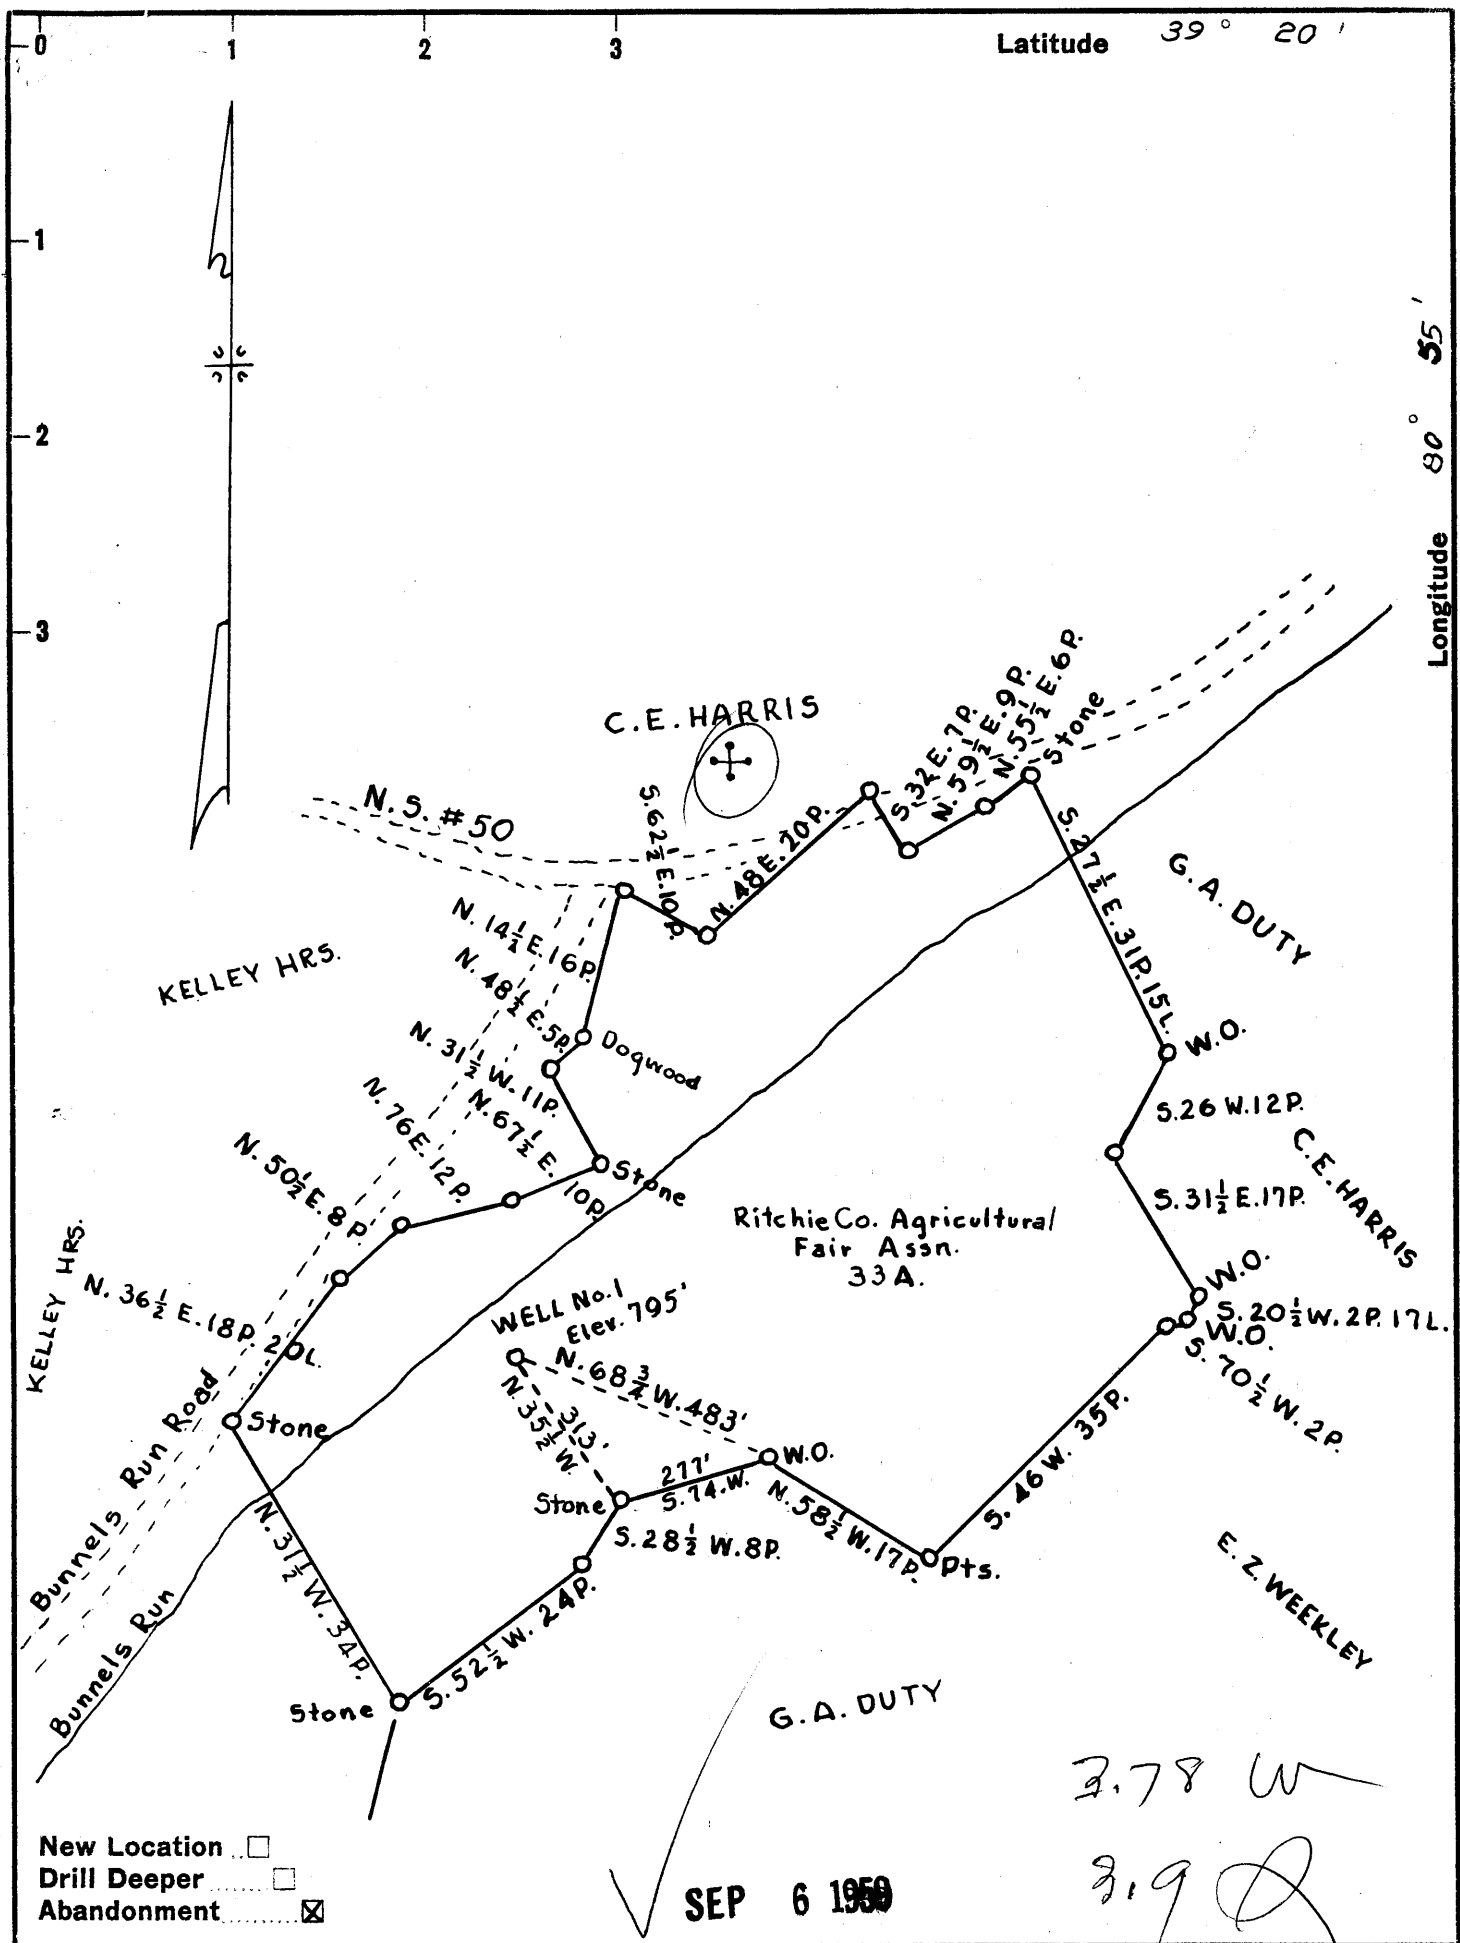 0 1 2 3 Latitude 39° 20'
1
2
3
Longitude 80° 55'
C.E. HARRIS
N.S. #50
S.62½ E.10P.
N.48 E.20P.
S.32 E.7P.
N.59½ E.9P.
N.55½ E.6P.
Stone
S.27½ E.31P.15L.
G.A. DUTY
KELLEY HRS.
N.14½ E.16P.
N.48½ E.5P.
Dogwood
N.31½ W.11P.
N.67½ E. 10P.
Stone
N.76 E.12P.
N.50½ E.8P.
W.O.
S.26 W.12P.
C.E. HARRIS
S.31½ E.17P.
W.O.
S.20½ W.2P.17L.
W.O.
S.70½ W.2P.
Ritchie Co. Agricultural
Fair Assn.
33A.
KELLEY HRS.
N.36½ E.18P. 20L.
WELL No.1
Elev. 795'
N.68¾ W.483'
313'
N.35½ W.
Stone
Bunnels Run Road
Bunnels Run
277'
S.74.W.
W.O.
Stone
S.28½ W.8P.
N.58½ W.17P.
Pts.
S.46 W. 35P.
E.Z. WEEKLEY
N.31½ W.34P.
S.52½ W. 24P.
Stone
G.A. DUTY
3.78 W
3.9
New Location
Drill Deeper
Abandonment
SEP 6 1959